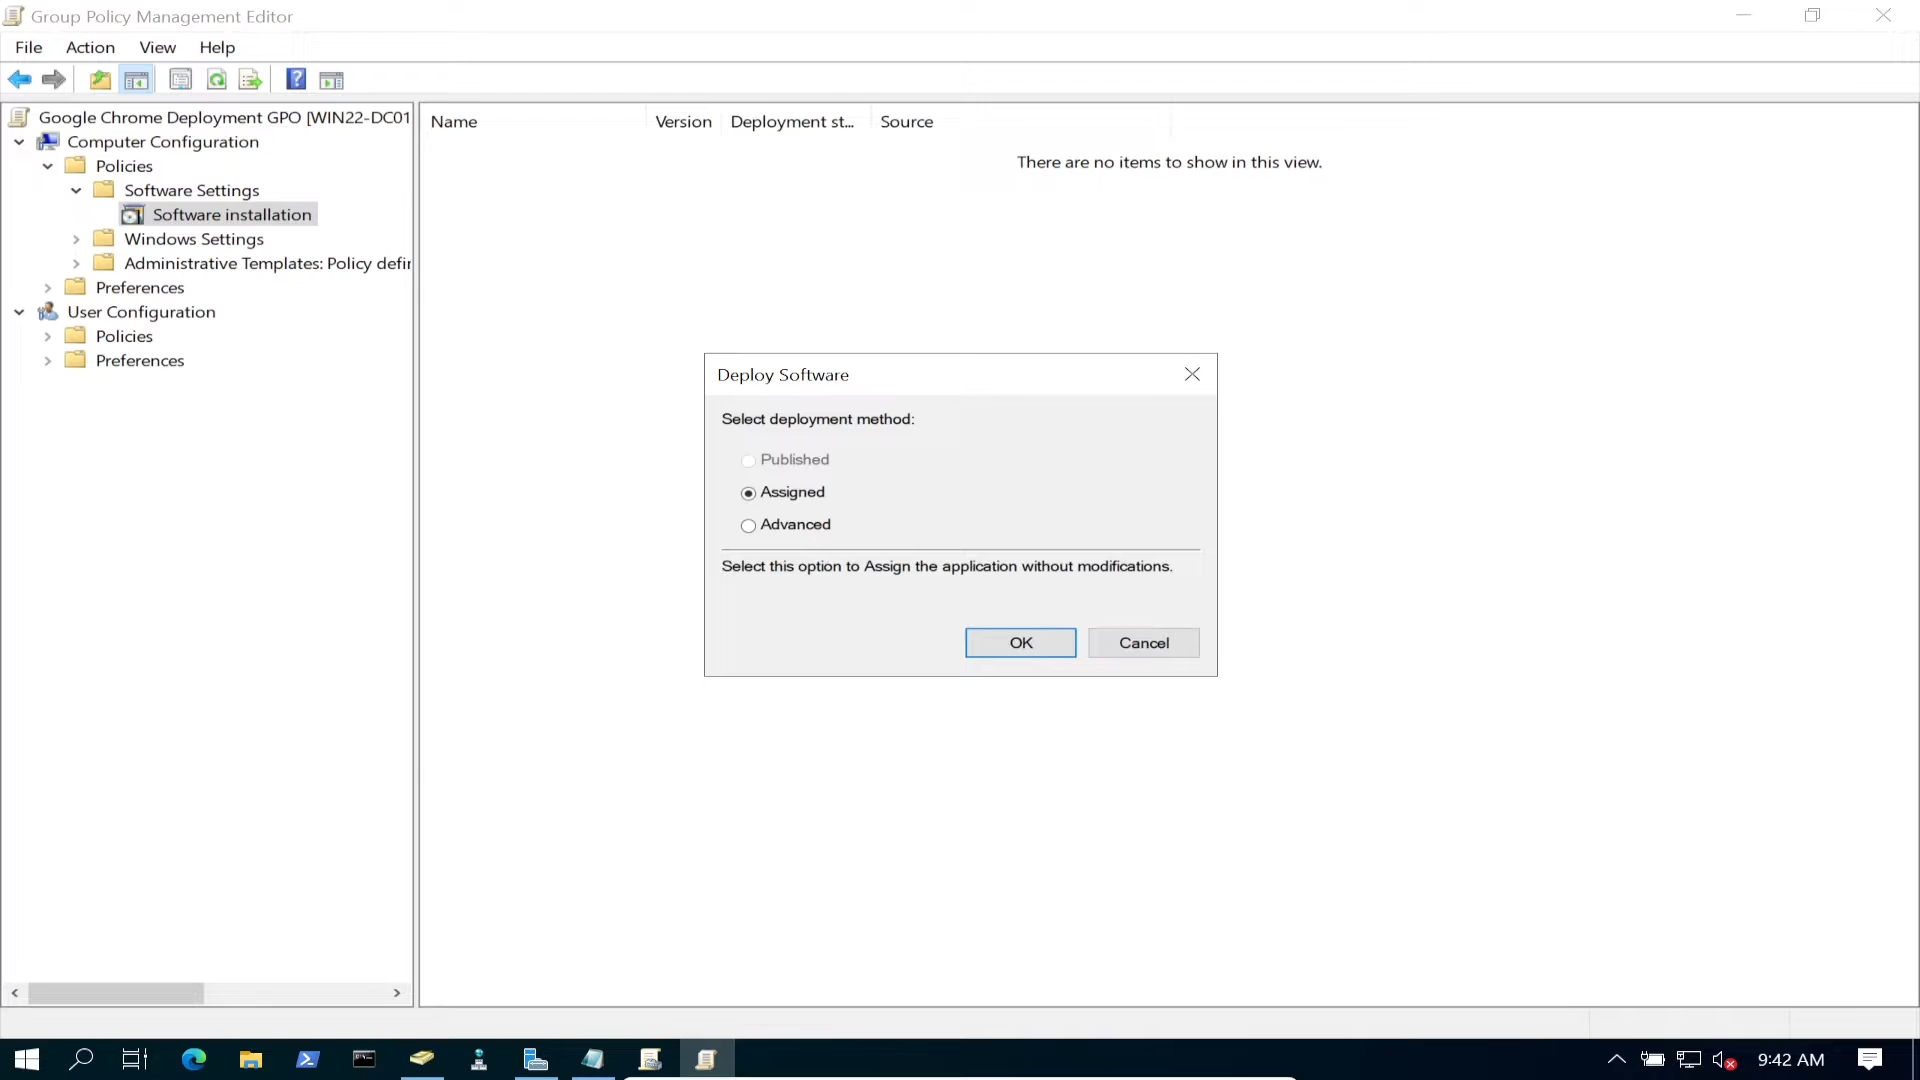 Group Policy Management Editor
File Action View Help
Google Chrome Deployment GPO [WIN22-DC01
Computer Configuration
Policies
Software Settings
Software installation
Windows Settings
Administrative Templates: Policy defin
Preferences
User Configuration
Policies
Preferences
Name Version Deployment st... Source
There are no items to show in this view.
Deploy Software
Select deployment method:
Published
Assigned
Advanced
Select this option to Assign the application without modifications.
OK Cancel
9:42 AM